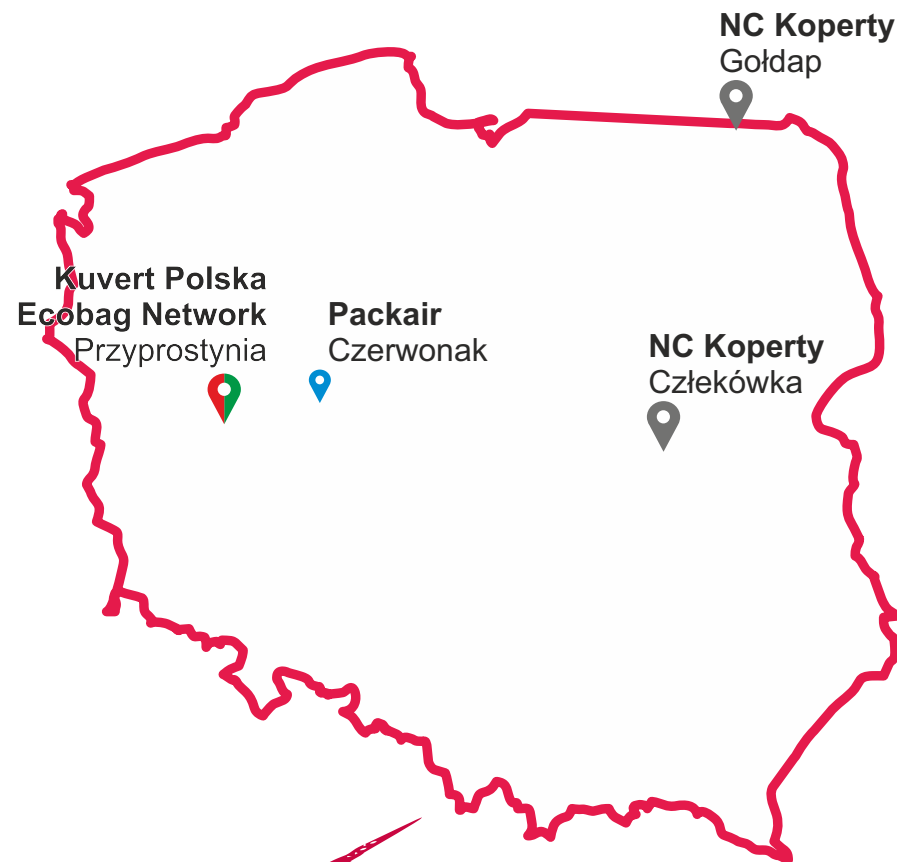 NC Koperty
Gołdap
Kuvert Polska
Ecobag Network
Przyprostynia
Packair
Czerwonak
NC Koperty
Człekówka